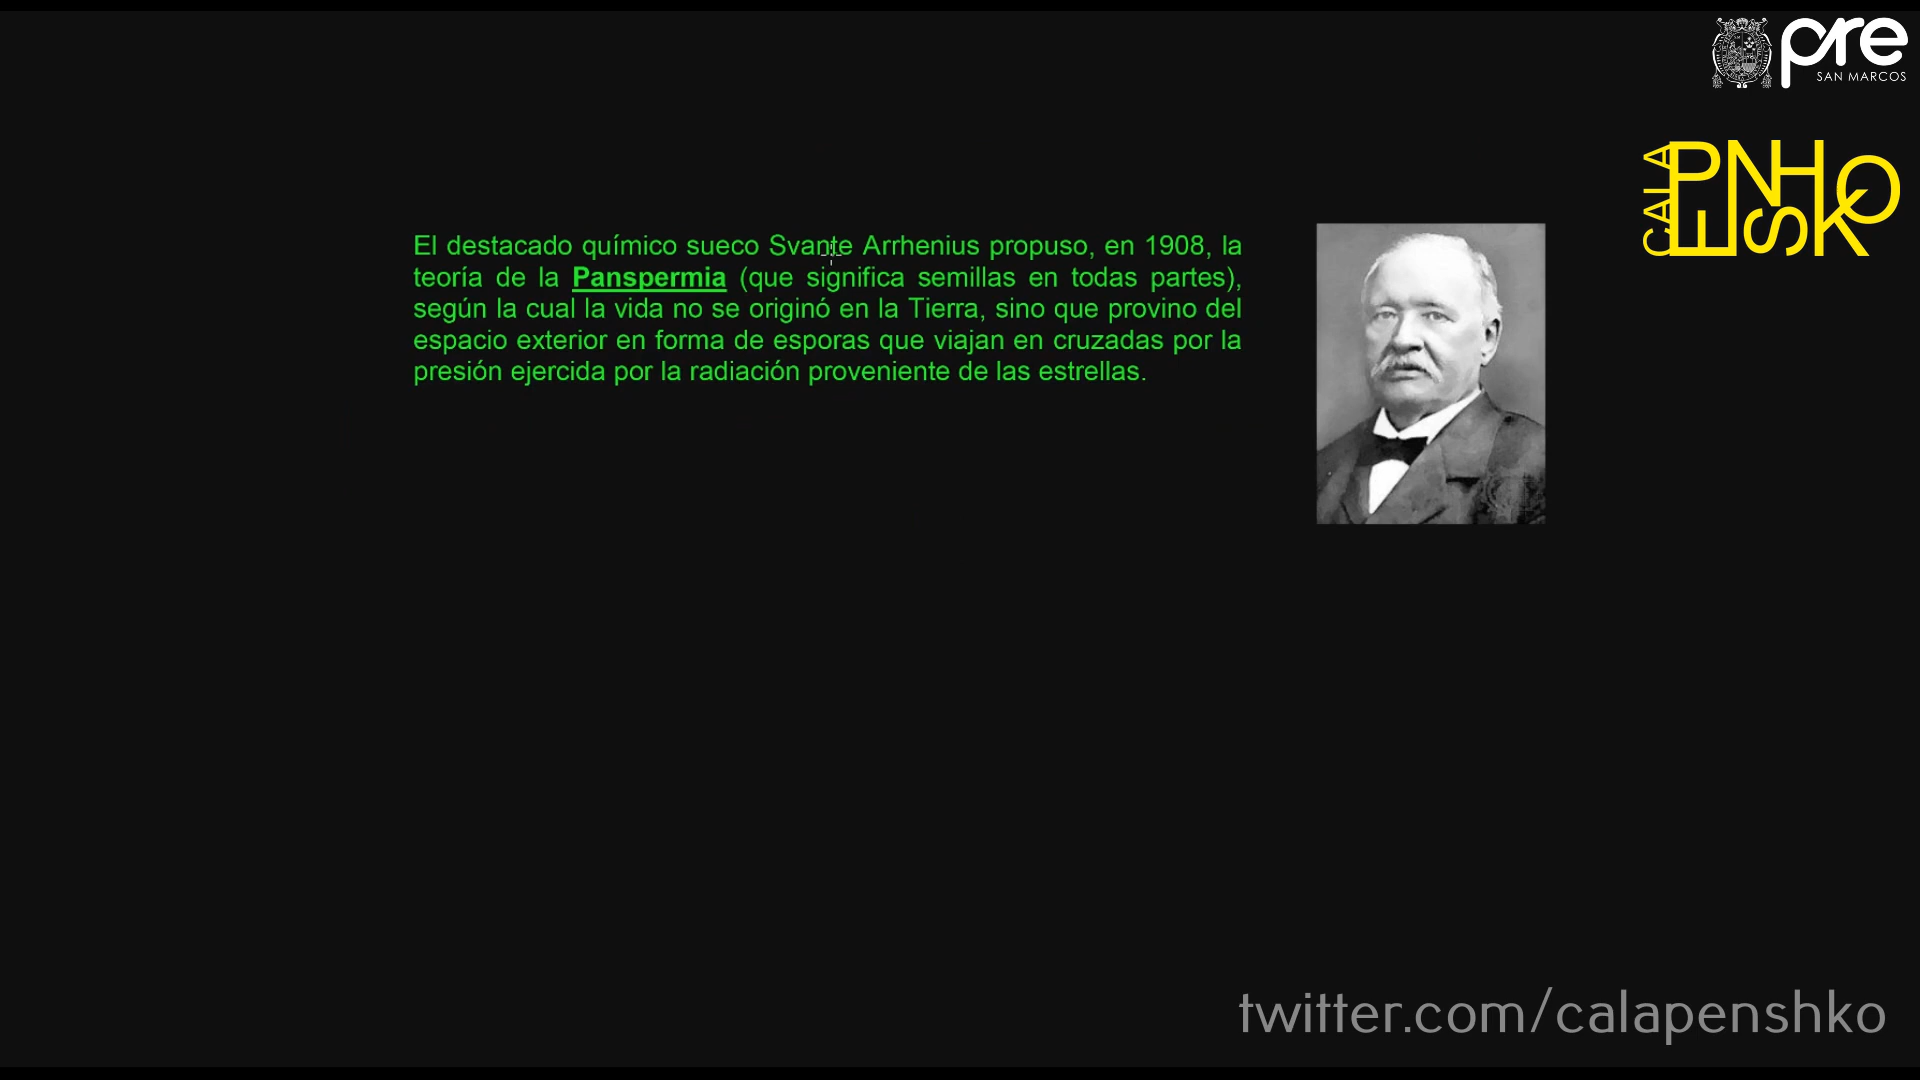 pre
SAN MARCOS
CALA
PENSHKO
El destacado químico sueco Svante Arrhenius propuso, en 1908, la
teoría de la Panspermia (que significa semillas en todas partes),
según la cual la vida no se originó en la Tierra, sino que provino del
espacio exterior en forma de esporas que viajan en cruzadas por la
presión ejercida por la radiación proveniente de las estrellas.
twitter.com/calapenshko